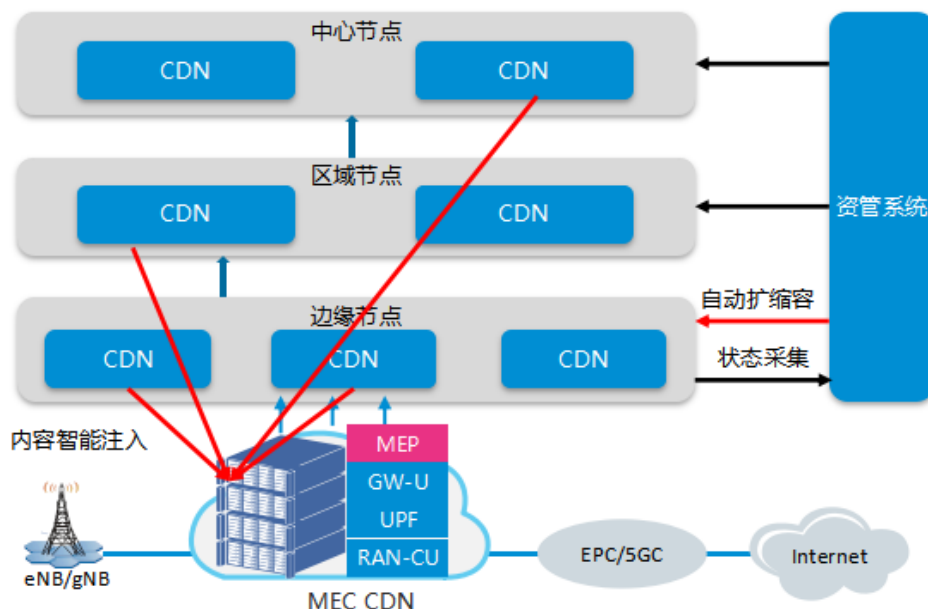 中心节点
CDN
CDN
区域节点
CDN
CDN
资管系统
边缘节点
CDN
CDN
CDN
自动扩缩容
状态采集
内容智能注入
MEP
GW-U
UPF
RAN-CU
eNB/gNB
EPC/5GC
Internet
MEC CDN